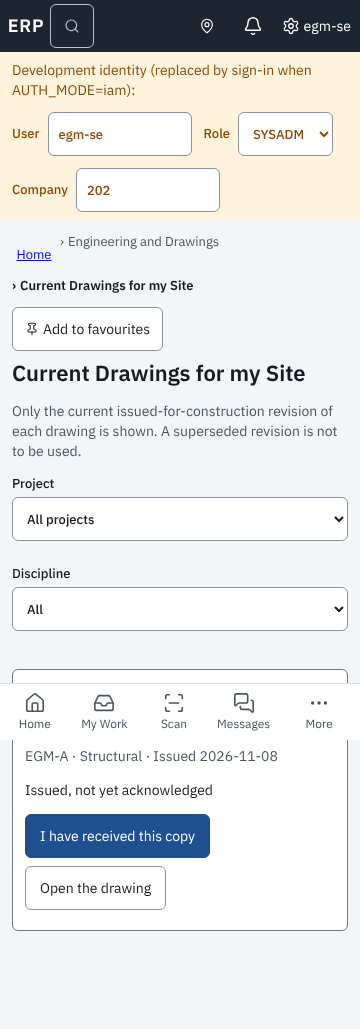 ERP
egm-se
Development identity (replaced by sign-in when
AUTH_MODE=iam):
User
egm-se
Role
SYSADM
Company
202
Home
› Engineering and Drawings
› Current Drawings for my Site
Add to favourites
Current Drawings for my Site
Only the current issued-for-construction revision of
each drawing is shown. A superseded revision is not
to be used.
Project
All projects
Discipline
All
Home
My Work
Scan
Messages
More
EGM-A · Structural · Issued 2026-11-08
Issued, not yet acknowledged
I have received this copy
Open the drawing